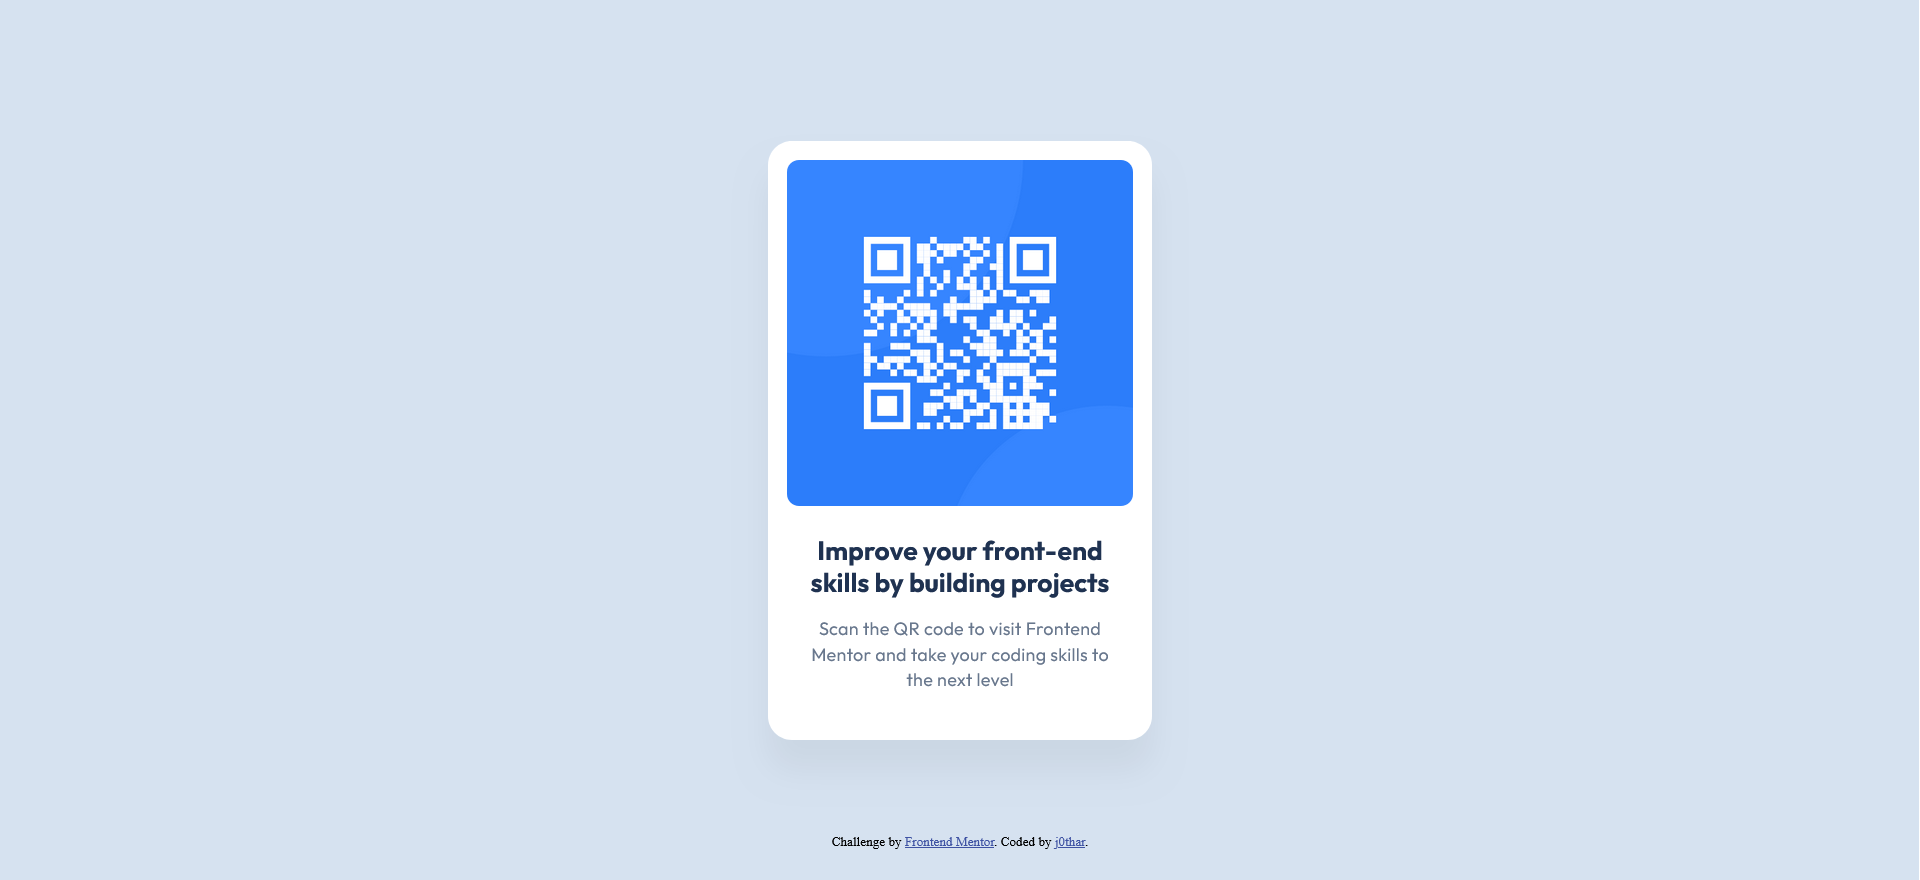 Improve your front-end
skills by building projects
Scan the QR code to visit Frontend
Mentor and take your coding skills to
the next level
Challenge by Frontend Mentor. Coded by j0thar.